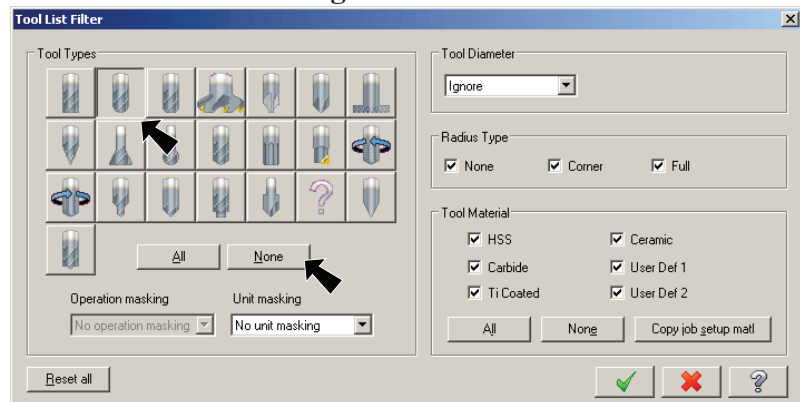 Tool List Filter
Tool Types
All
None
Operation masking
Unit masking
No operation masking
No unit masking
Reset all
Tool Diameter
Ignore
Radius Type
None
Corner
Full
Tool Material
HSS
Ceramic
Carbide
User Def 1
Ti Coated
User Def 2
All
None
Copy job setup matl